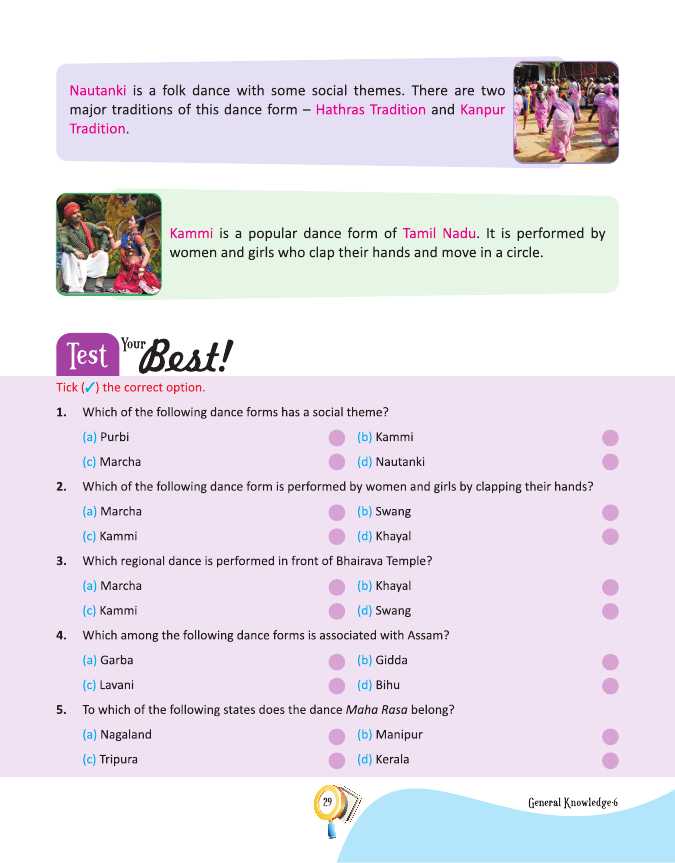 Nautanki is a folk dance with some social themes. There are two
major traditions of this dance form – Hathras Tradition and Kanpur
Tradition.
Kammi is a popular dance form of Tamil Nadu. It is performed by
women and girls who clap their hands and move in a circle.
Test Your Best!
Tick (✓) the correct option.
1. Which of the following dance forms has a social theme?
(a) Purbi (b) Kammi
(c) Marcha (d) Nautanki
2. Which of the following dance form is performed by women and girls by clapping their hands?
(a) Marcha (b) Swang
(c) Kammi (d) Khayal
3. Which regional dance is performed in front of Bhairava Temple?
(a) Marcha (b) Khayal
(c) Kammi (d) Swang
4. Which among the following dance forms is associated with Assam?
(a) Garba (b) Gidda
(c) Lavani (d) Bihu
5. To which of the following states does the dance Maha Rasa belong?
(a) Nagaland (b) Manipur
(c) Tripura (d) Kerala
29 General Knowledge-6